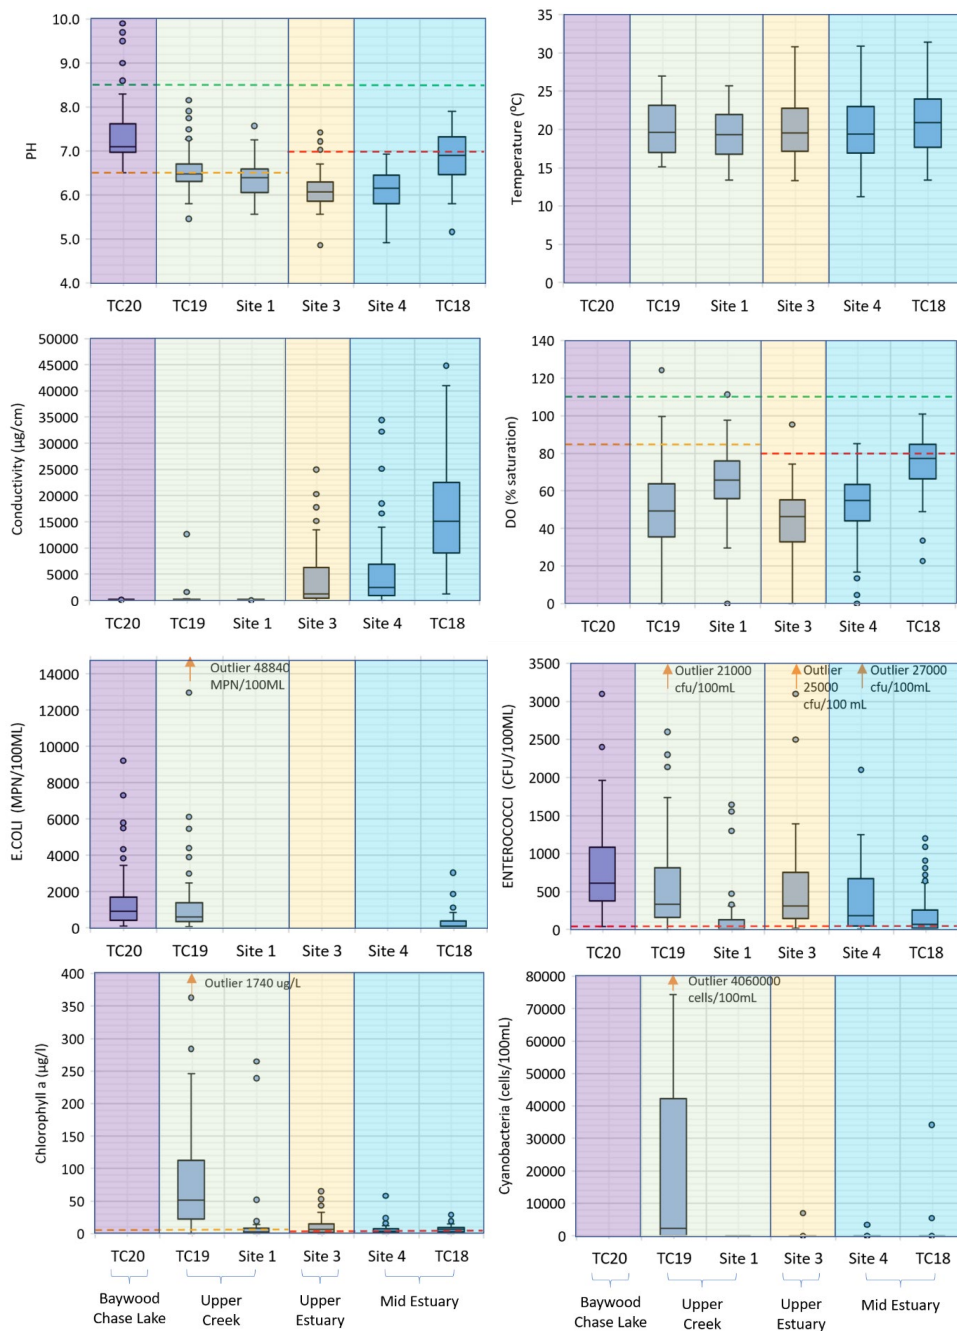 10.0
9.0
8.0
7.0
6.0
5.0
4.0
PH
TC20 TC19 Site 1 Site 3 Site 4 TC18
35
30
25
20
15
10
5
0
Temperature (⁰C)
TC20 TC19 Site 1 Site 3 Site 4 TC18
50000
45000
40000
35000
30000
25000
20000
15000
10000
5000
0
Conductivity (µg/cm)
TC20 TC19 Site 1 Site 3 Site 4 TC18
140
120
100
80
60
40
20
0
DO (% saturation)
TC20 TC19 Site 1 Site 3 Site 4 TC18
14000
12000
10000
8000
6000
4000
2000
0
E.COLI (MPN/100ML)
Outlier 48840
MPN/100ML
TC20 TC19 Site 1 Site 3 Site 4 TC18
3500
3000
2500
2000
1500
1000
500
0
ENTEROCOCCI (CFU/100ML)
Outlier 21000
cfu/100mL
Outlier
25000
cfu/100 mL
Outlier 27000
cfu/100mL
TC20 TC19 Site 1 Site 3 Site 4 TC18
400
350
300
250
200
150
100
50
0
Chlorophyll a (µg/l)
Outlier 1740 ug/L
TC20 TC19 Site 1 Site 3 Site 4 TC18
Baywood
Chase Lake
Upper
Creek
Upper
Estuary
Mid Estuary
80000
70000
60000
50000
40000
30000
20000
10000
0
Cyanobacteria (cells/100mL)
Outlier 4060000
cells/100mL
TC20 TC19 Site 1 Site 3 Site 4 TC18
Baywood
Chase Lake
Upper
Creek
Upper
Estuary
Mid Estuary